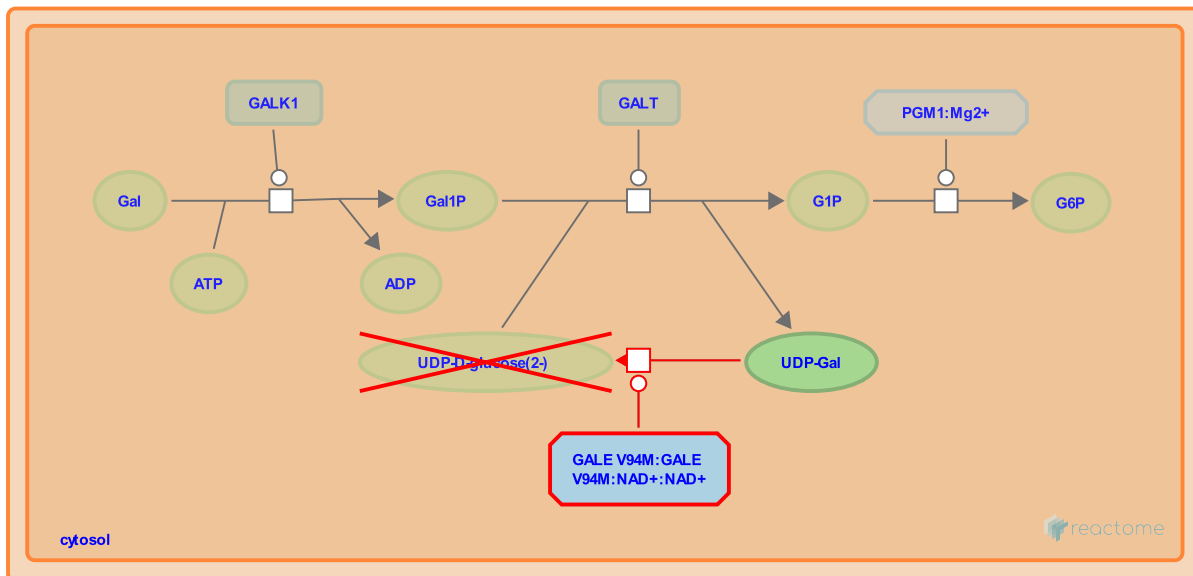 GALK1
GALT
PGM1:Mg2+
Gal
Gal1P
G1P
G6P
ATP
ADP
UDP-D-glucose(2-)
UDP-Gal
GALE V94M:GALE
V94M:NAD+:NAD+
cytosol
reactome